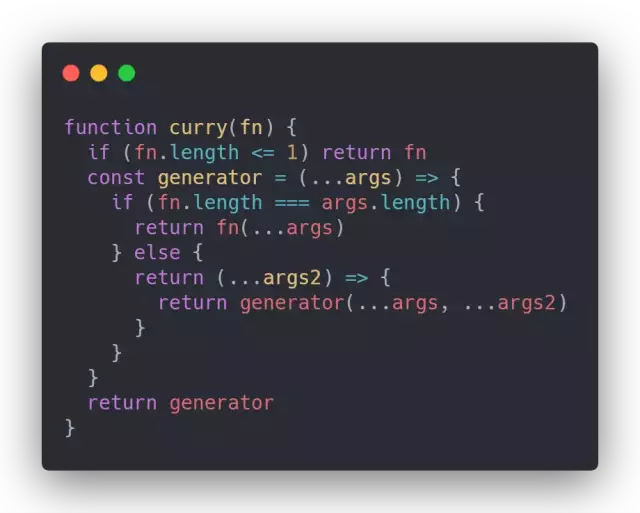 function curry(fn) {
  if (fn.length <= 1) return fn
  const generator = (...args) => {
    if (fn.length === args.length) {
      return fn(...args)
    } else {
      return (...args2) => {
        return generator(...args, ...args2)
      }
    }
  }
  return generator
}